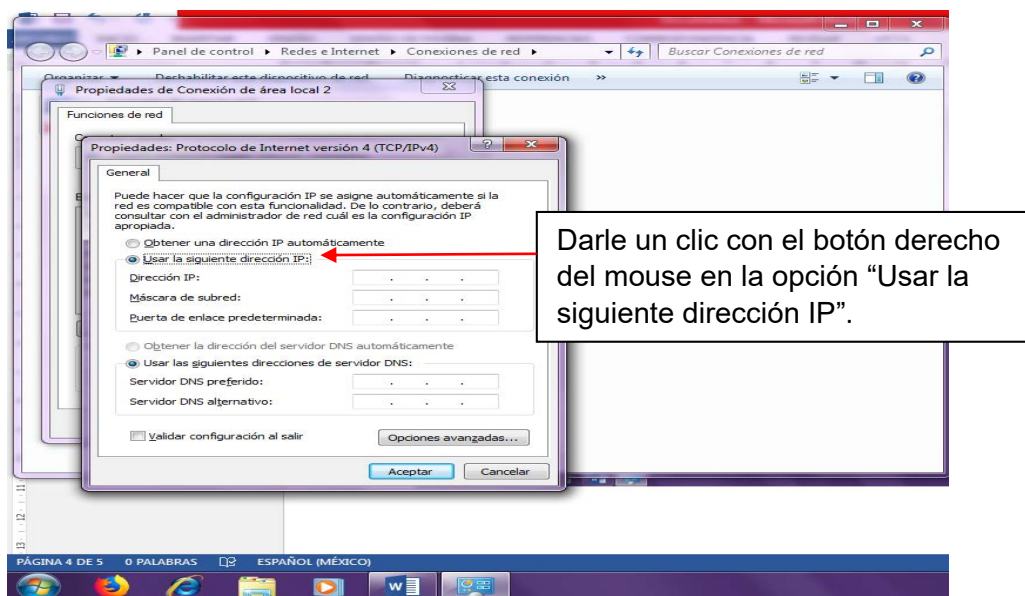 Panel de control ▸ Redes e Internet ▸ Conexiones de red ▸
Buscar Conexiones de red
Organizar Deshabilitar este dispositivo de red Diagnosticar esta conexión »
Propiedades de Conexión de área local 2
Funciones de red
Propiedades: Protocolo de Internet versión 4 (TCP/IPv4)
General
Puede hacer que la configuración IP se asigne automáticamente si la
red es compatible con esta funcionalidad. De lo contrario, deberá
consultar con el administrador de red cuál es la configuración IP
apropiada.
Obtener una dirección IP automáticamente
Usar la siguiente dirección IP:
Dirección IP:
Máscara de subred:
Puerta de enlace predeterminada:
Obtener la dirección del servidor DNS automáticamente
Usar las siguientes direcciones de servidor DNS:
Servidor DNS preferido:
Servidor DNS alternativo:
Validar configuración al salir
Opciones avanzadas...
Aceptar Cancelar
Darle un clic con el botón derecho
del mouse en la opción “Usar la
siguiente dirección IP”.
11
12
13
PÁGINA 4 DE 5 0 PALABRAS ESPAÑOL (MÉXICO)